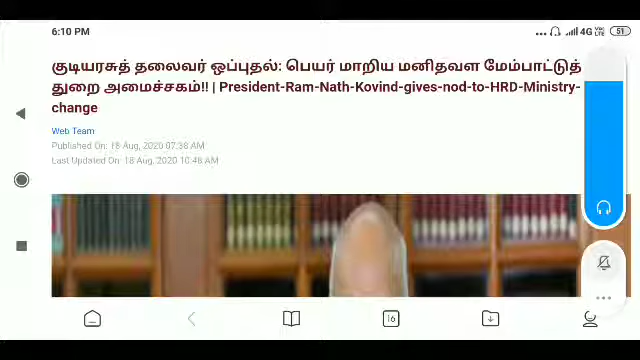 6:10 PM
... 4G VoLTE 51
குடியரசுத் தலைவர் ஒப்புதல்: பெயர் மாறிய மனிதவள மேம்பாட்டுத்
துறை அமைச்சகம்!! | President-Ram-Nath-Kovind-gives-nod-to-HRD-Ministry-
change
Web Team
Published On: 18 Aug, 2020 07:38 AM
Last Updated On: 18 Aug, 2020 10:48 AM
16